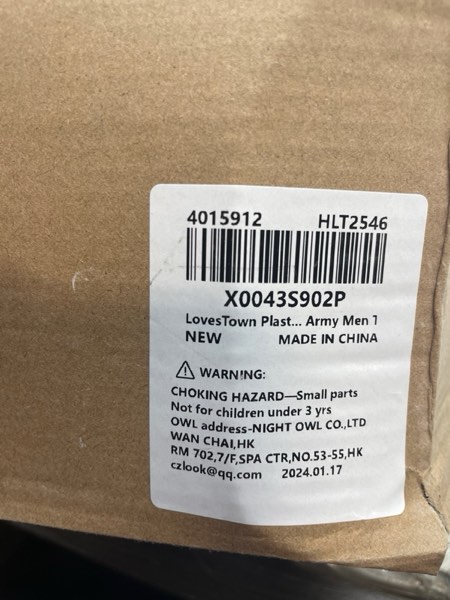 4015912 HLT2546
X0043S902P
LovesTown Plast... Army Men T
NEW MADE IN CHINA
⚠ WARNING:
CHOKING HAZARD—Small parts
Not for children under 3 yrs
OWL address-NIGHT OWL CO.,LTD
WAN CHAI,HK
RM 702,7/F,SPA CTR,NO.53-55,HK
czlook@qq.com 2024.01.17